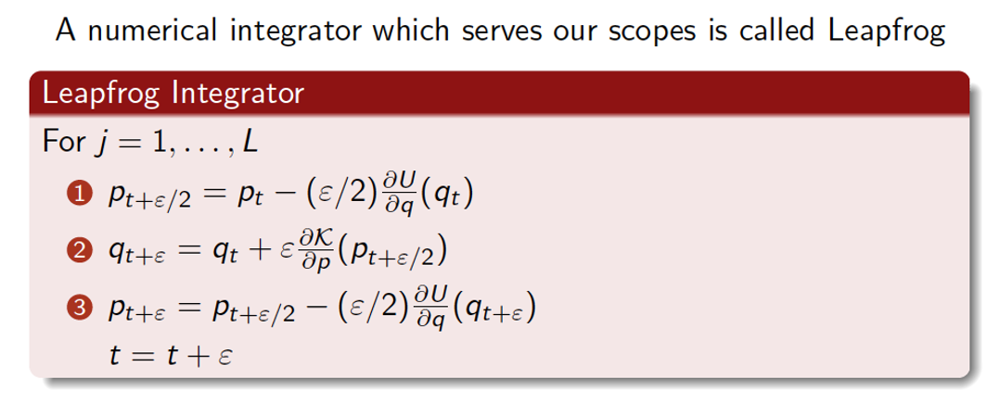 A numerical integrator which serves our scopes is called Leapfrog
Leapfrog Integrator
For j = 1, . . . , L
1 p_{t+ε/2} = p_t − (ε/2) ∂U/∂q (q_t)
2 q_{t+ε} = q_t + ε ∂𝒦/∂p (p_{t+ε/2})
3 p_{t+ε} = p_{t+ε/2} − (ε/2) ∂U/∂q (q_{t+ε})
t = t + ε